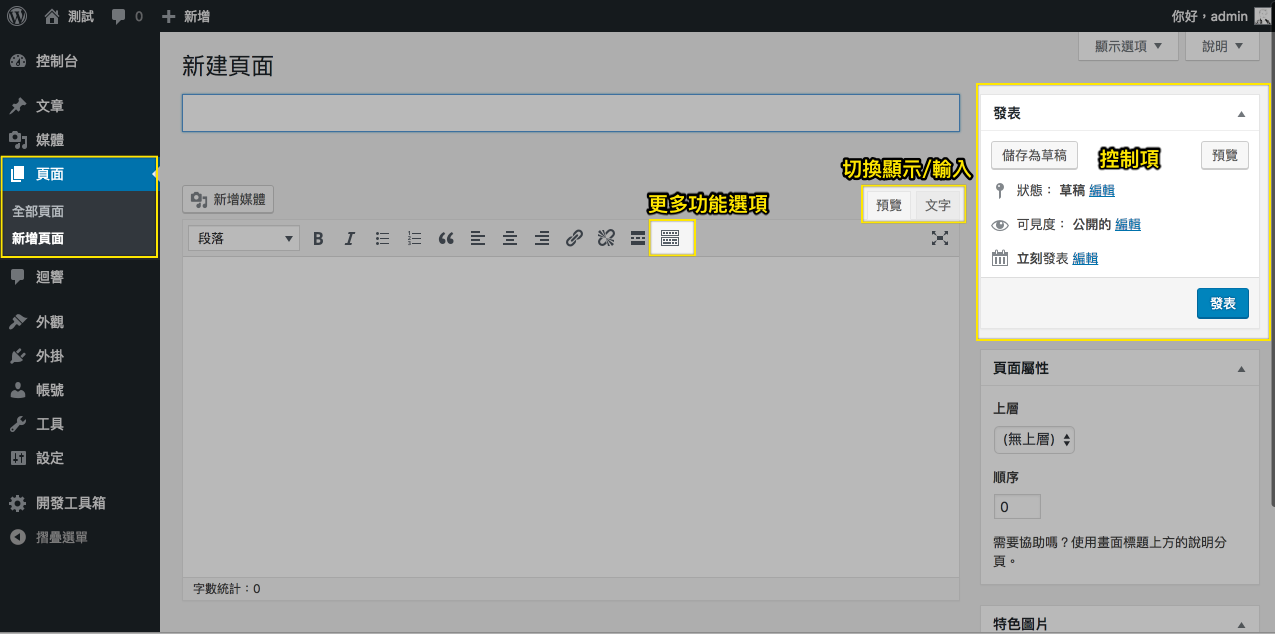 測試 0 新增 你好，admin
控制台
文章
媒體
頁面
全部頁面
新增頁面
迴響
外觀
外掛
帳號
工具
設定
開發工具箱
摺疊選單
顯示選項 說明
新建頁面
切換顯示/輸入
新增媒體
更多功能選項
預覽 文字
段落 B I
字數統計：0
發表
儲存為草稿 控制項 預覽
狀態： 草稿 編輯
可見度： 公開的 編輯
立刻發表 編輯
發表
頁面屬性
上層
(無上層)
順序
0
需要協助嗎？使用畫面標題上方的說明分
頁。
特色圖片